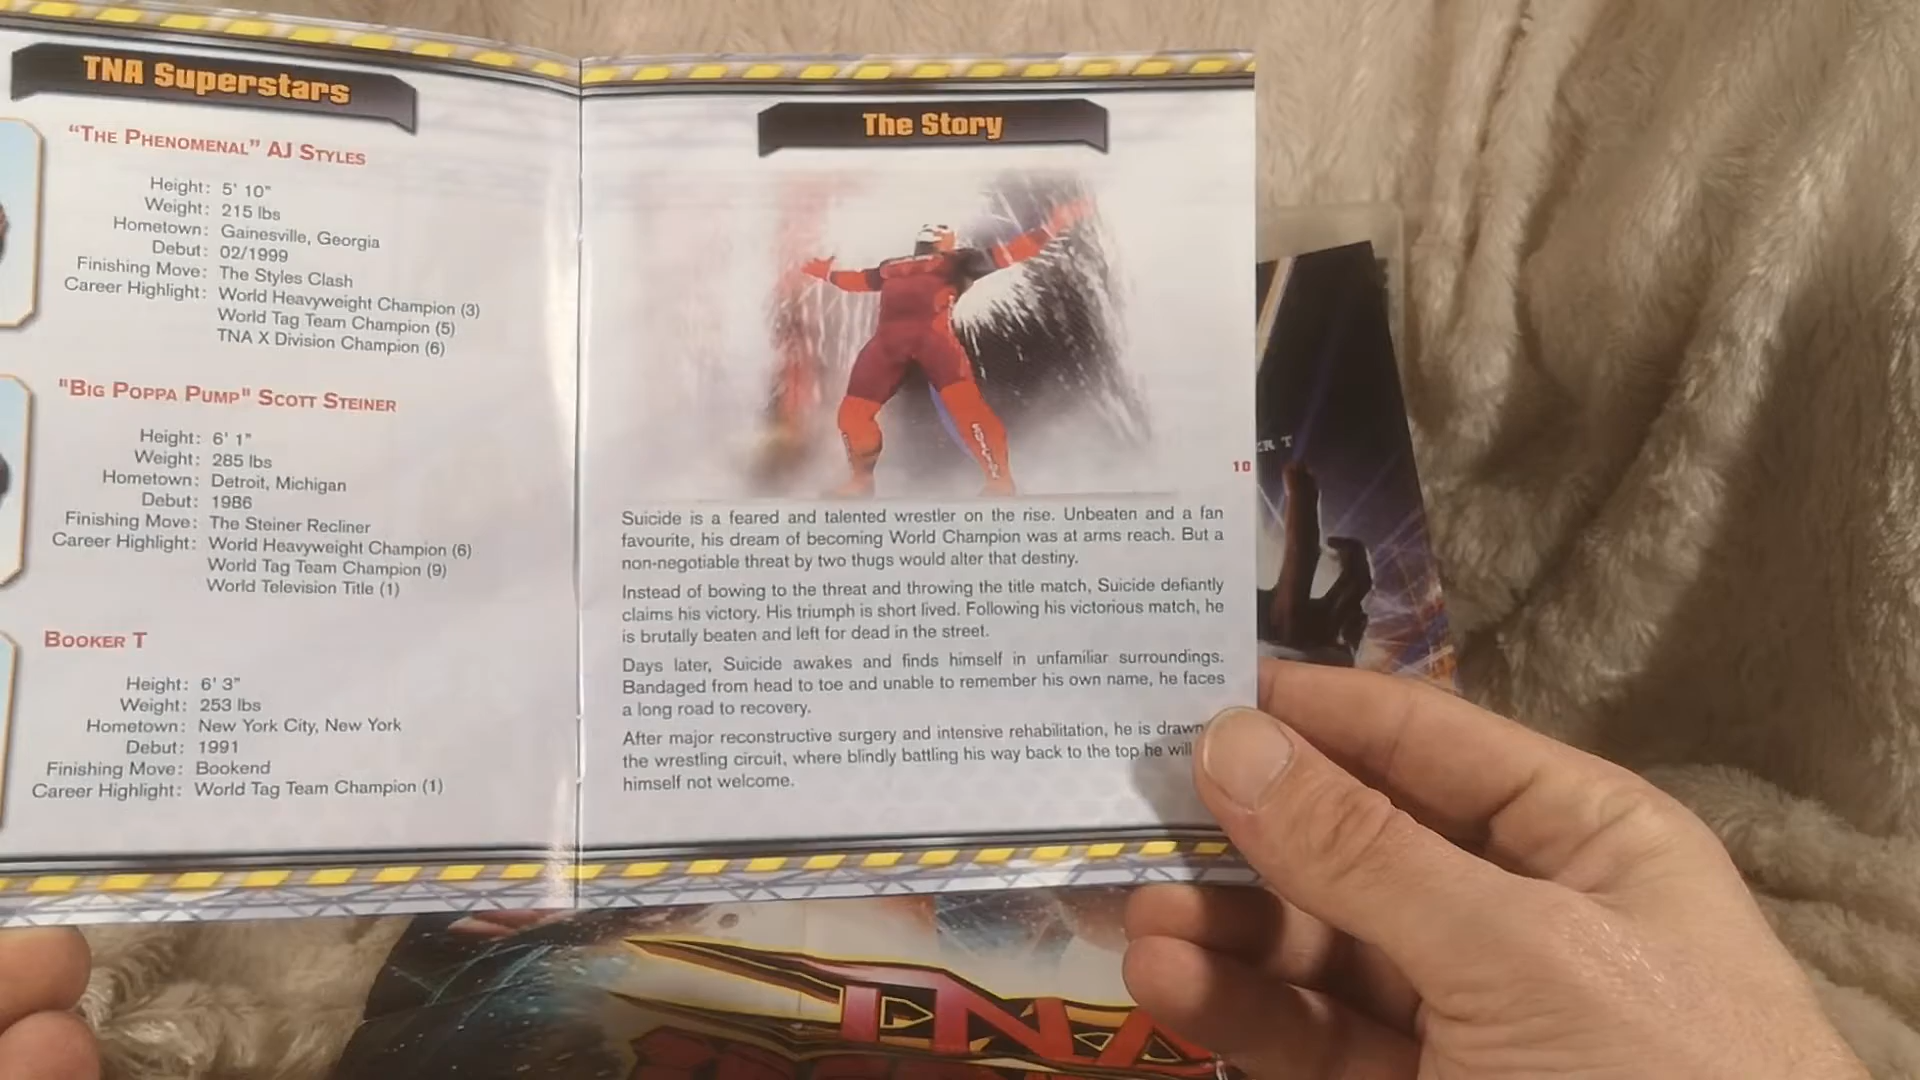 TNA Superstars
"THE PHENOMENAL" AJ STYLES
Height: 5' 10"
Weight: 215 lbs
Hometown: Gainesville, Georgia
Debut: 02/1999
Finishing Move: The Styles Clash
Career Highlight: World Heavyweight Champion (3)
World Tag Team Champion (5)
TNA X Division Champion (6)
"BIG POPPA PUMP" SCOTT STEINER
Height: 6' 1"
Weight: 285 lbs
Hometown: Detroit, Michigan
Debut: 1986
Finishing Move: The Steiner Recliner
Career Highlight: World Heavyweight Champion (6)
World Tag Team Champion (9)
World Television Title (1)
BOOKER T
Height: 6' 3"
Weight: 253 lbs
Hometown: New York City, New York
Debut: 1991
Finishing Move: Bookend
Career Highlight: World Tag Team Champion (1)
The Story
SUICIDE
10
Suicide is a feared and talented wrestler on the rise. Unbeaten and a fan
favourite, his dream of becoming World Champion was at arms reach. But a
non-negotiable threat by two thugs would alter that destiny.
Instead of bowing to the threat and throwing the title match, Suicide defiantly
claims his victory. His triumph is short lived. Following his victorious match, he
is brutally beaten and left for dead in the street.
Days later, Suicide awakes and finds himself in unfamiliar surroundings.
Bandaged from head to toe and unable to remember his own name, he faces
a long road to recovery.
After major reconstructive surgery and intensive rehabilitation, he is drawn
the wrestling circuit, where blindly battling his way back to the top he will
himself not welcome.
T
TNA